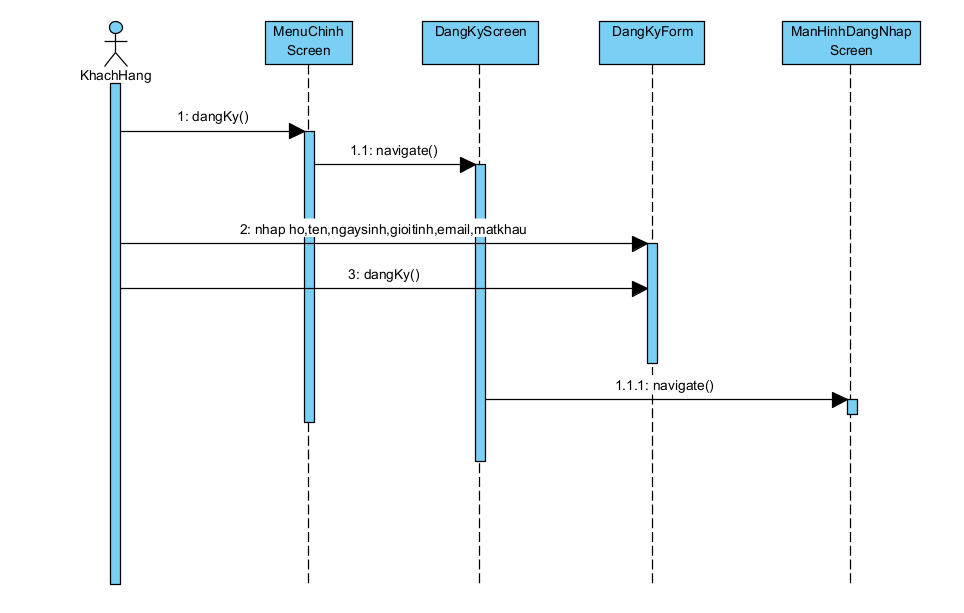 MenuChinh
Screen
DangKyScreen
DangKyForm
ManHinhDangNhap
Screen
KhachHang
1: dangKy()
1.1: navigate()
2: nhap ho,ten,ngaysinh,gioitinh,email,matkhau
3: dangKy()
1.1.1: navigate()